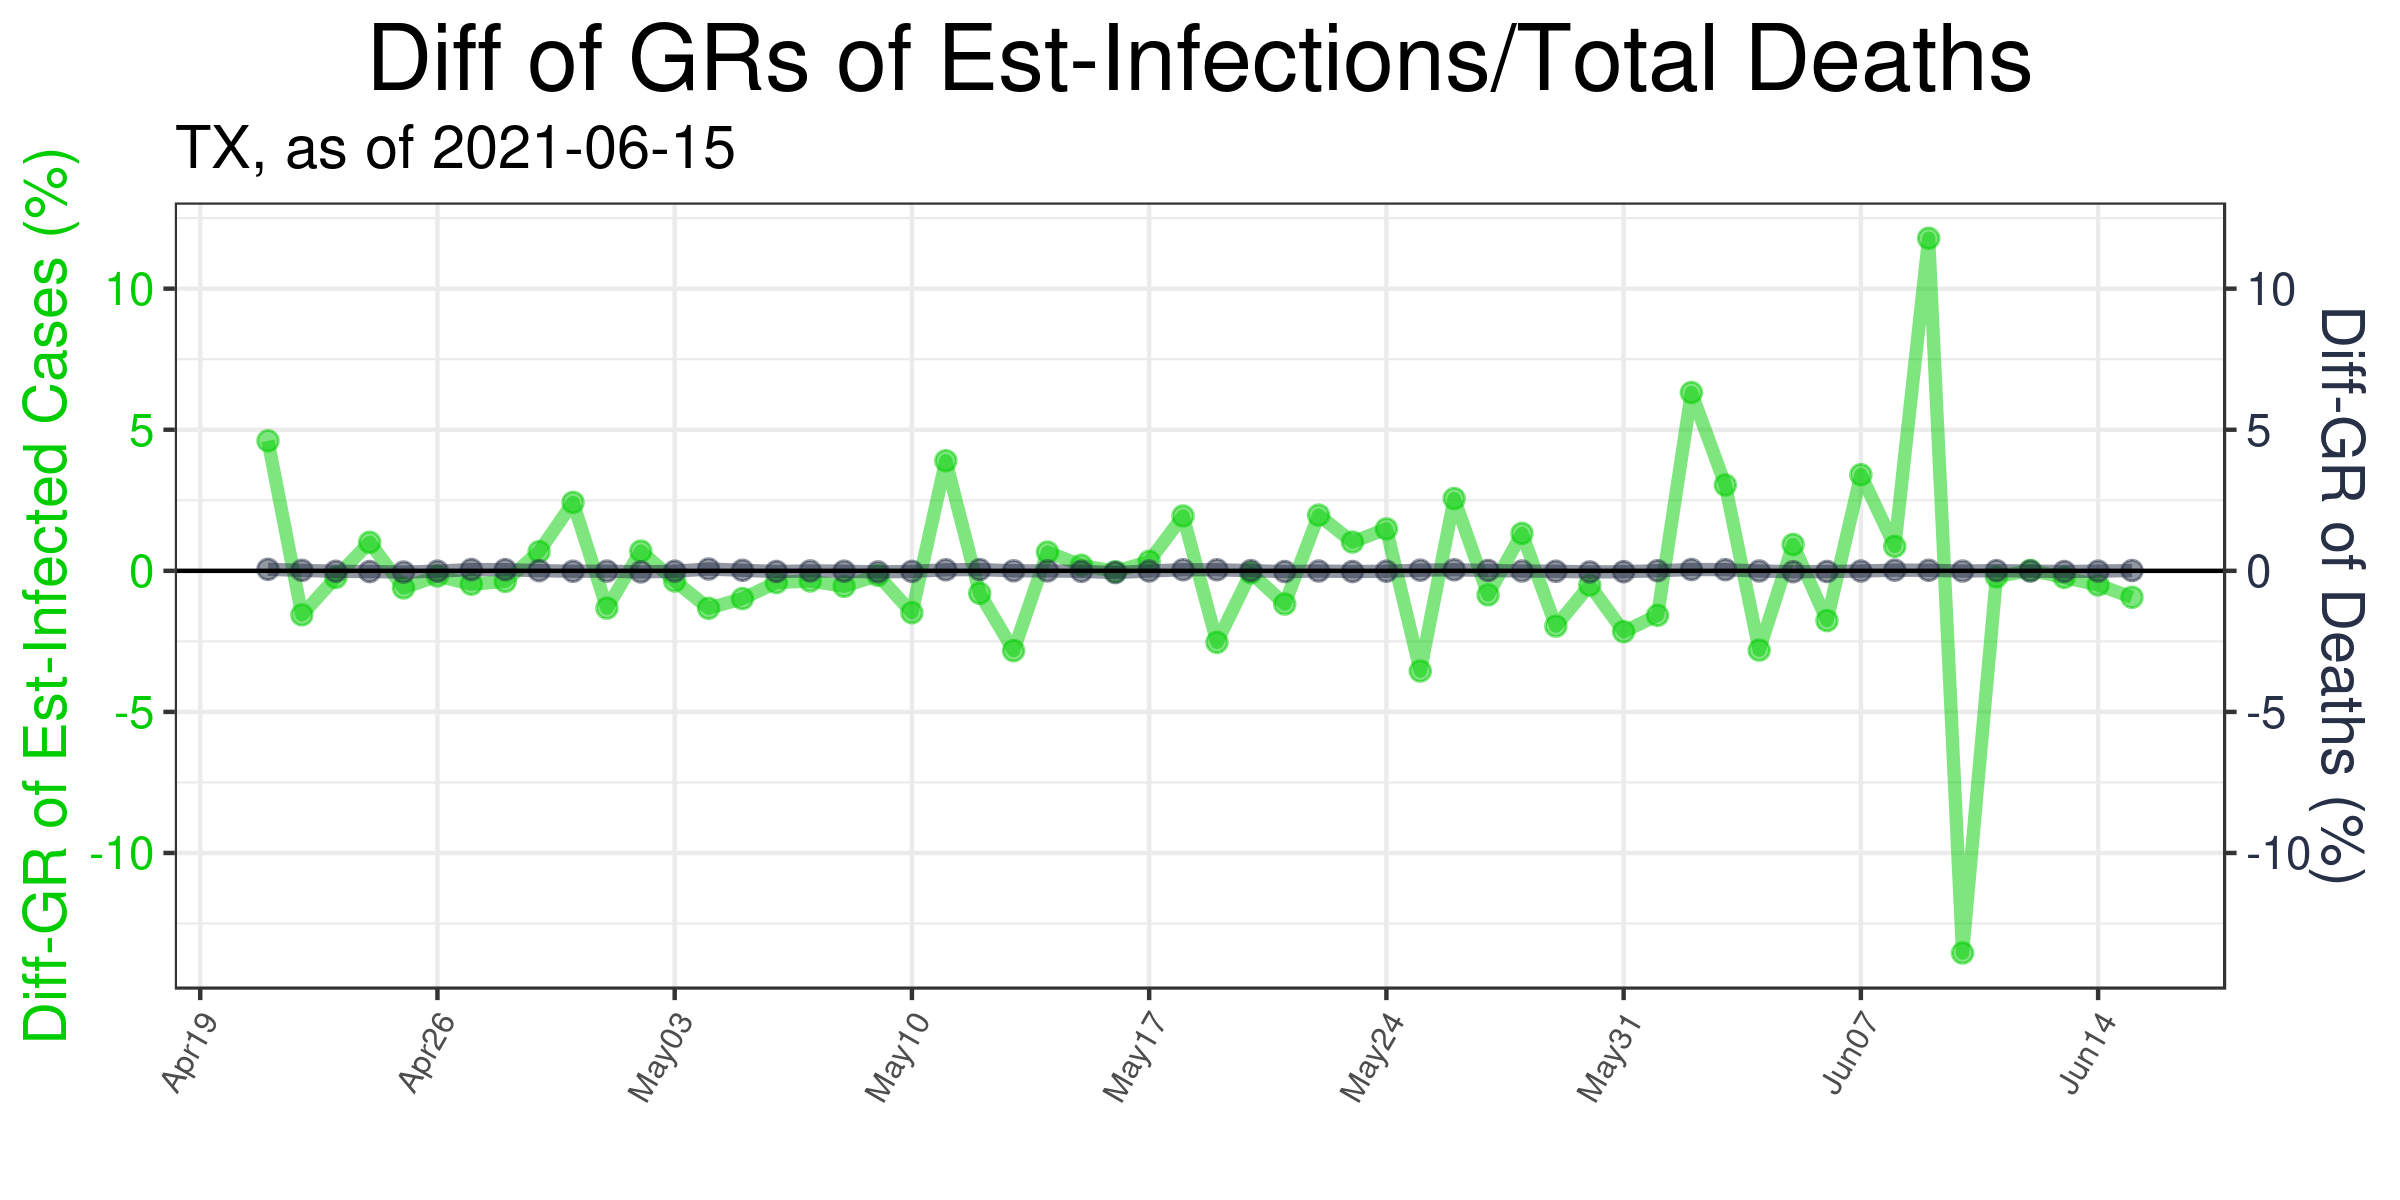 Diff of GRs of Est-Infections/Total Deaths
TX, as of 2021-06-15
Diff-GR of Est-Infected Cases (%)
10
5
0
-5
-10
10
5
0
-5
-10
Diff-GR of Deaths (%)
Apr19
Apr26
May03
May10
May17
May24
May31
Jun07
Jun14